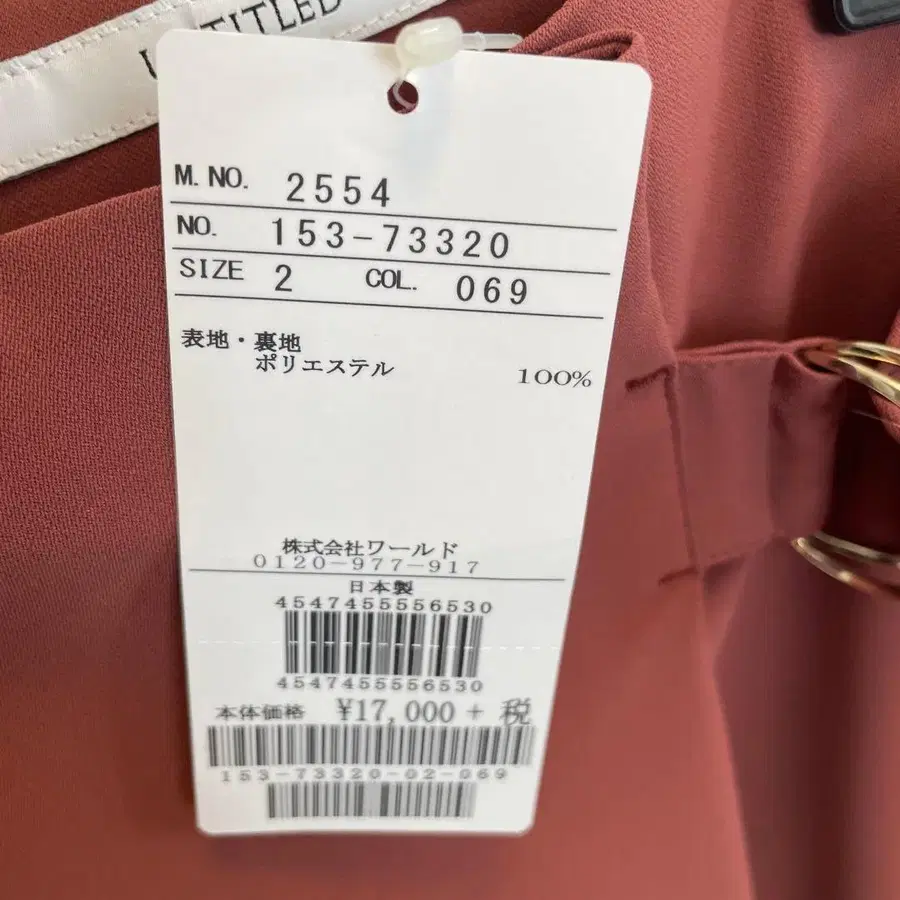 UNTITLED
M. NO. 2554
NO. 153-73320
SIZE 2 COL. 069
表地・裏地
ポリエステル 100%
株式会社ワールド
0120-977-917
日本製
4547455556530
4547455556530
本体価格 ¥17,000 + 税
153-73320-02-069